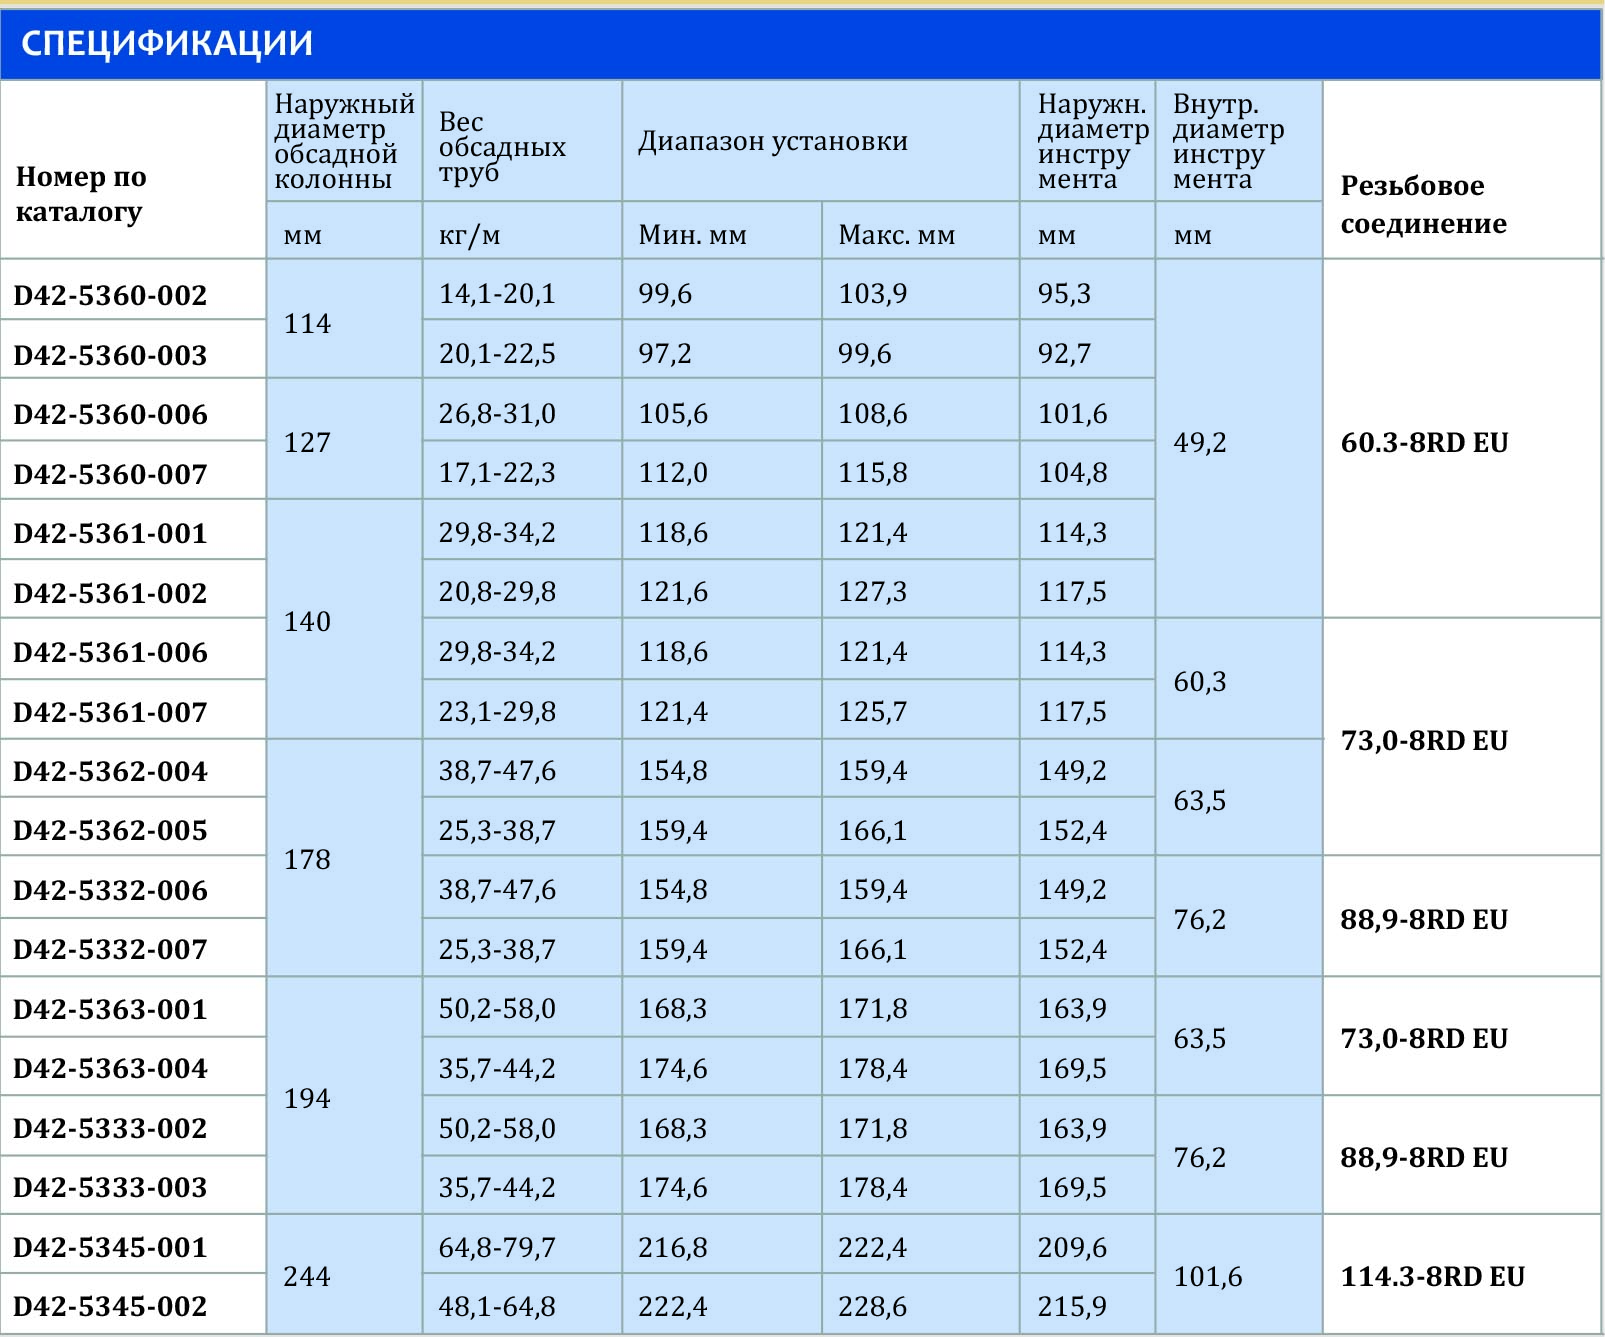 СПЕЦИФИКАЦИИ
Номер по
каталогу
Наружный
диаметр
обсадной
колонны
Вес
обсадных
труб
Диапазон установки
Наружн.
диаметр
инстру
мента
Внутр.
диаметр
инстру
мента
Резьбовое
соединение
мм кг/м Мин. мм Макс. мм мм мм
D42-5360-002 14,1-20,1 99,6 103,9 95,3
114
D42-5360-003 20,1-22,5 97,2 99,6 92,7
D42-5360-006 26,8-31,0 105,6 108,6 101,6
127 49,2 60.3-8RD EU
D42-5360-007 17,1-22,3 112,0 115,8 104,8
D42-5361-001 29,8-34,2 118,6 121,4 114,3
D42-5361-002 20,8-29,8 121,6 127,3 117,5
140
D42-5361-006 29,8-34,2 118,6 121,4 114,3
60,3
D42-5361-007 23,1-29,8 121,4 125,7 117,5
73,0-8RD EU
D42-5362-004 38,7-47,6 154,8 159,4 149,2
63,5
D42-5362-005 25,3-38,7 159,4 166,1 152,4
178
D42-5332-006 38,7-47,6 154,8 159,4 149,2
76,2 88,9-8RD EU
D42-5332-007 25,3-38,7 159,4 166,1 152,4
D42-5363-001 50,2-58,0 168,3 171,8 163,9
63,5 73,0-8RD EU
D42-5363-004 35,7-44,2 174,6 178,4 169,5
194
D42-5333-002 50,2-58,0 168,3 171,8 163,9
76,2 88,9-8RD EU
D42-5333-003 35,7-44,2 174,6 178,4 169,5
D42-5345-001 64,8-79,7 216,8 222,4 209,6
244 101,6 114.3-8RD EU
D42-5345-002 48,1-64,8 222,4 228,6 215,9